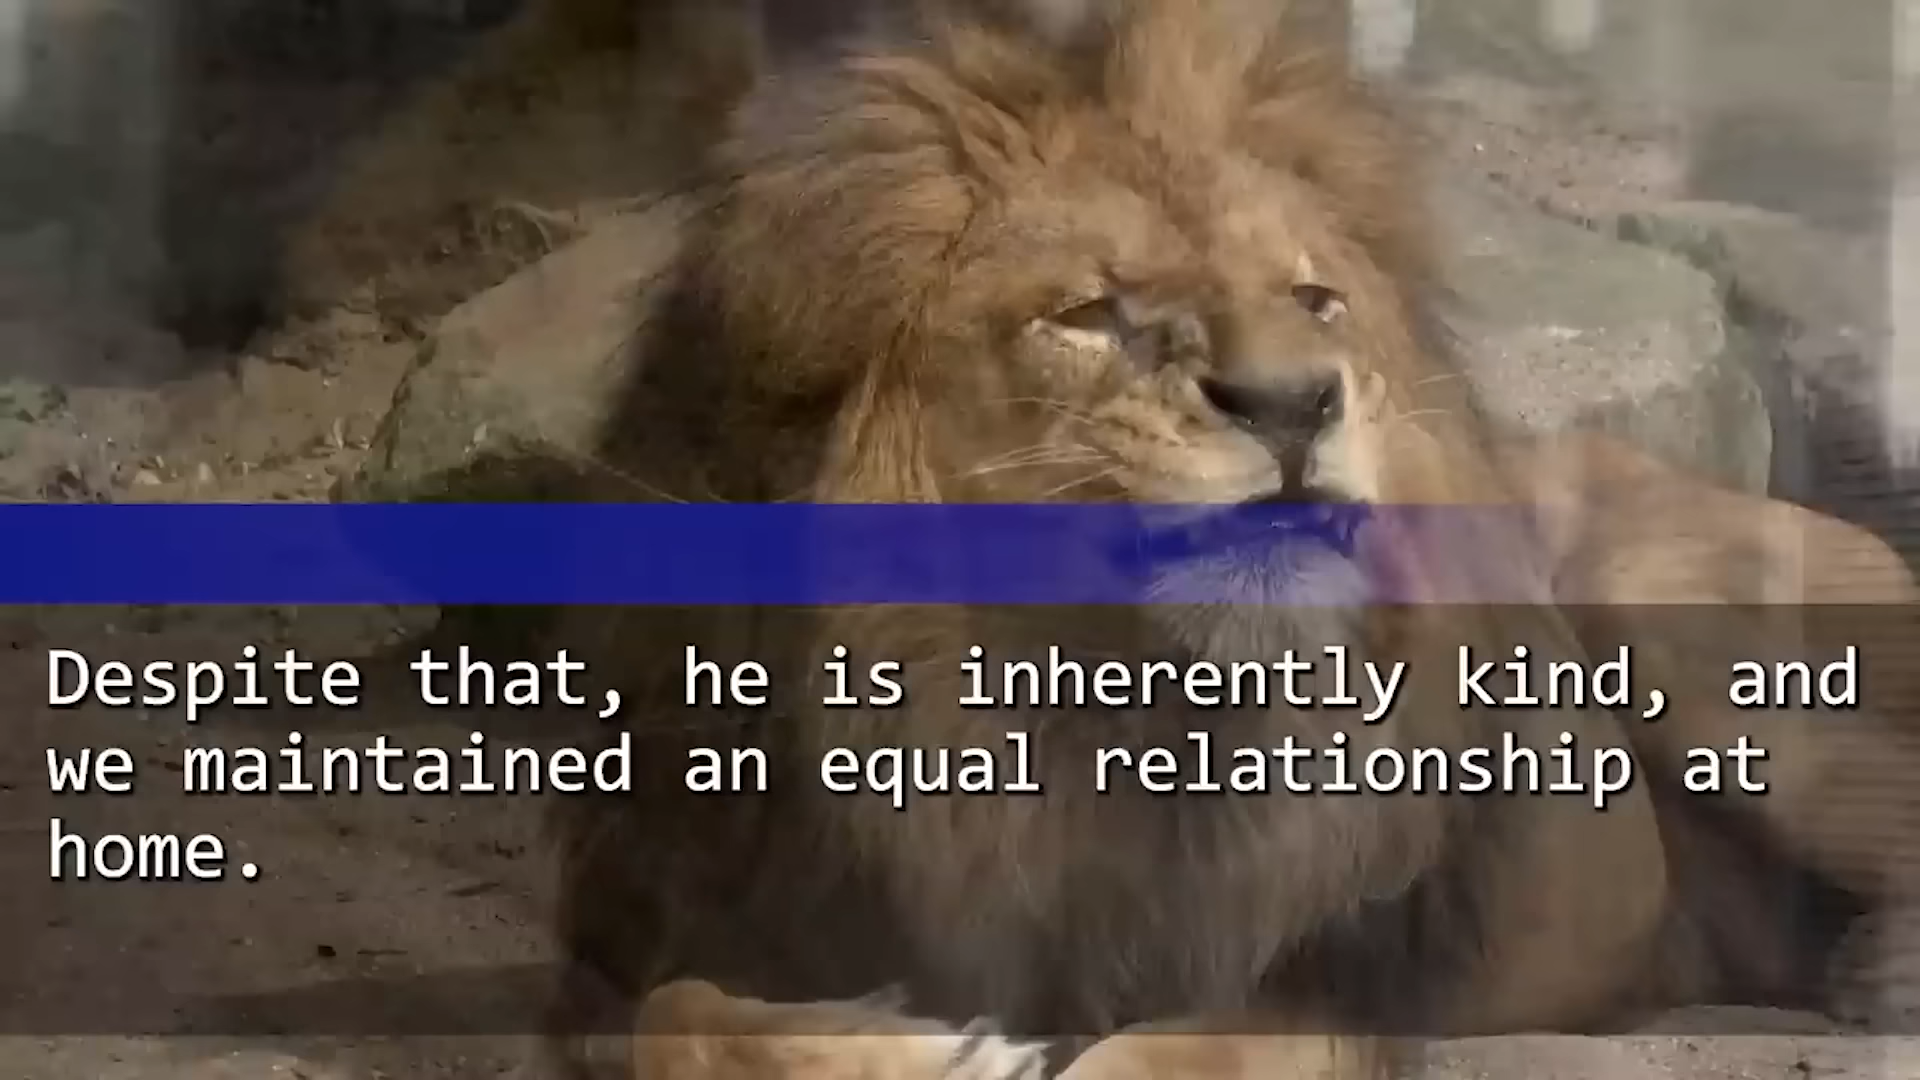 Despite that, he is inherently kind, and
we maintained an equal relationship at
home.